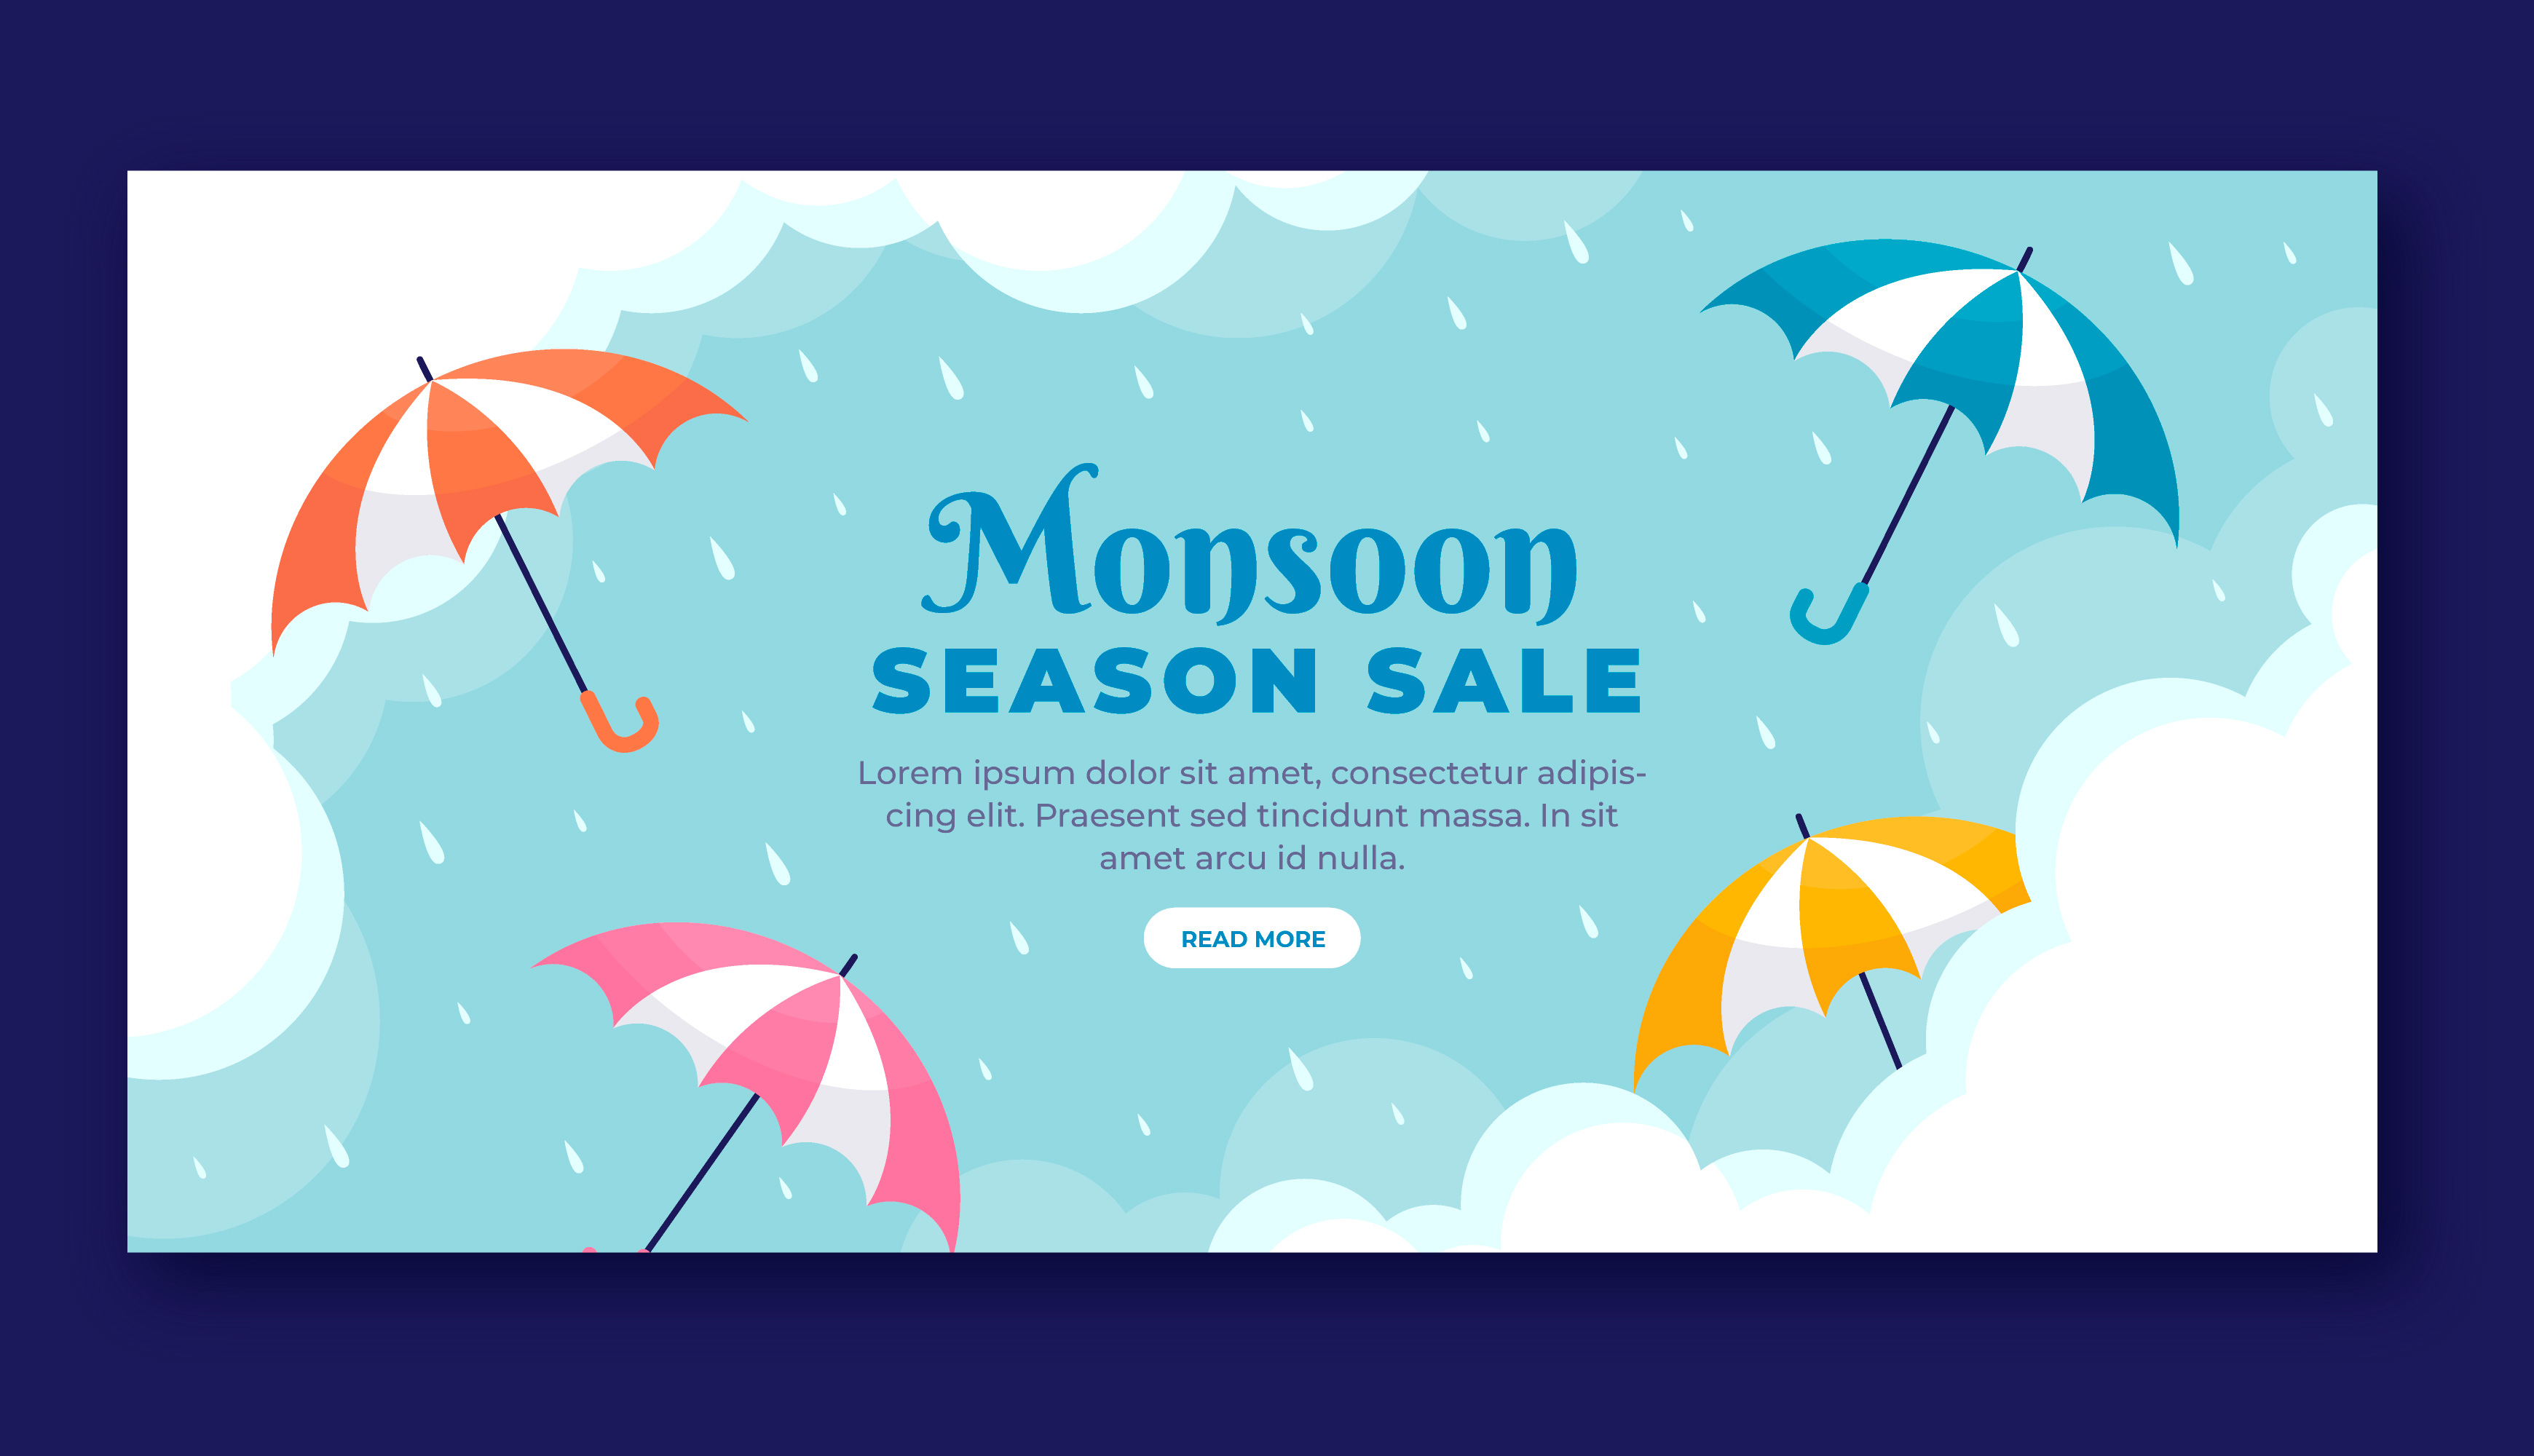 Monsoon
SEASON SALE
Lorem ipsum dolor sit amet, consectetur adipis-
cing elit. Praesent sed tincidunt massa. In sit
amet arcu id nulla.
READ MORE